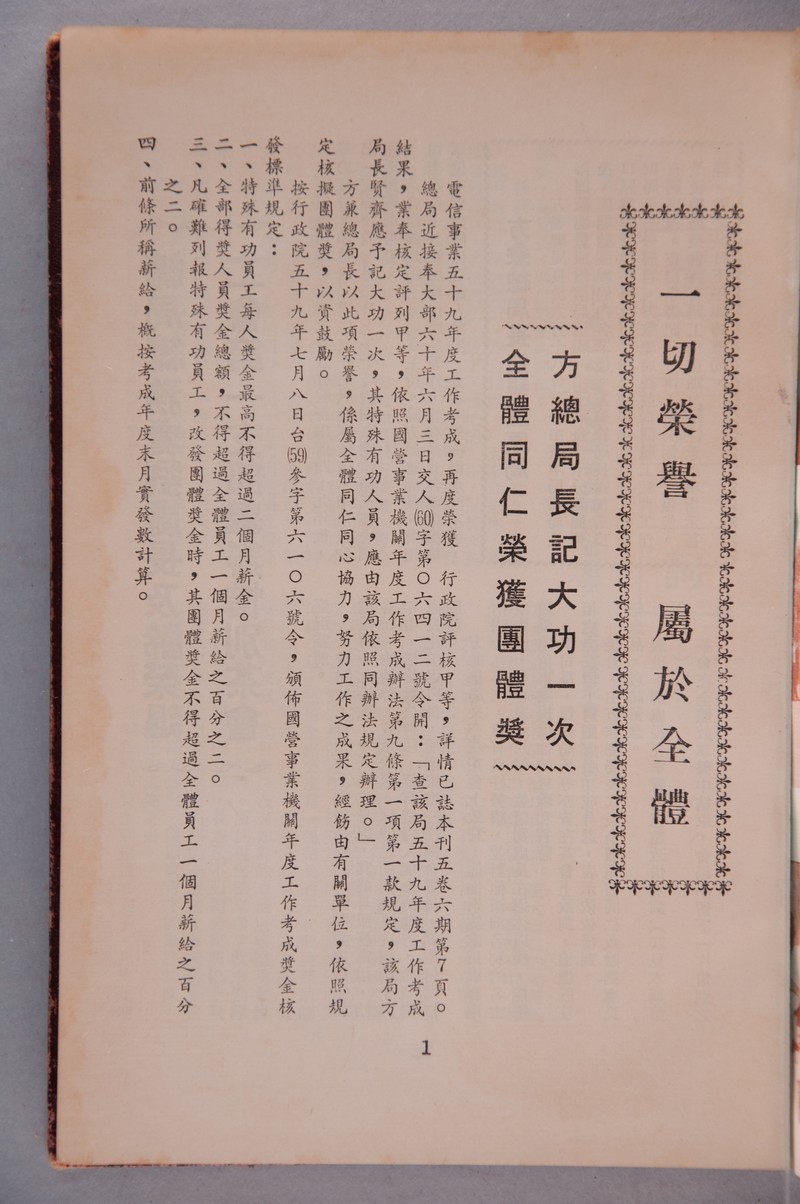 一切榮譽　屬於全體
方總局長記大功一次
全體同仁榮獲團體獎
電信事業五十九年度工作考成，再度榮獲　行政院評核甲等，詳情已誌本刊五卷六期第7頁。
總局近接奉大部六十年六月三日交人(60)字第〇六四一二號令開：「查該局五十九年度工作考成
結果，業奉核定評列甲等，依照國營事業機關年度工作考成辦法第九條第一項第一款規定，該局方
局長賢齊應予記大功一次，其特殊有功人員，應由該局依照同辦法規定辦理。」
方兼總局長以此項榮譽，係屬全體同仁同心協力，努力工作之成果，經飭由有關單位，依照規
定核擬團體獎，以資鼓勵。
按行政院五十九年七月八日台(59)參字第六一〇六號令，頒佈國營事業機關年度工作考成獎金核
發標準規定：
一、特殊有功員工每人獎金最高不得超過二個月薪金。
二、全部得獎人員獎金總額，不得超過全體員工一個月薪給之百分之二。
三、凡確難列報特殊有功員工，改發團體獎金時，其團體獎金不得超過全體員工一個月薪給之百分
之二。
四、前條所稱薪給，概按考成年度末月實發數計算。
1